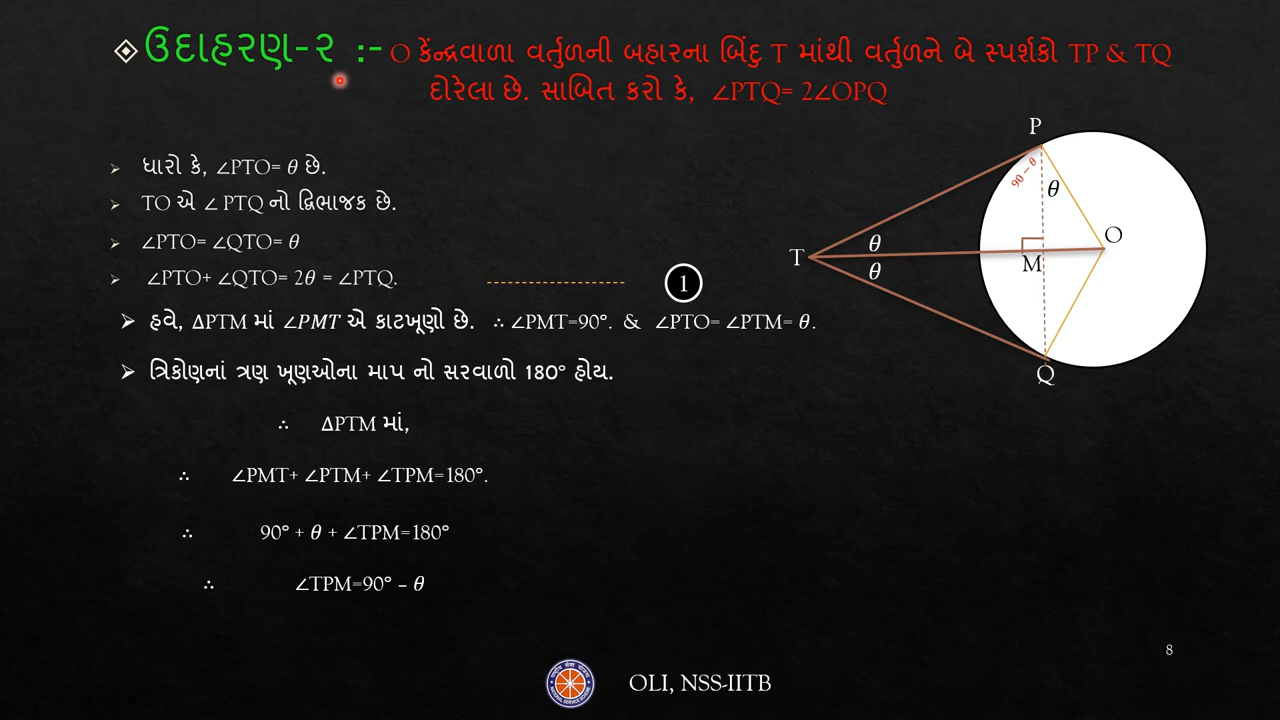 ❖ ઉદાહરણ-૨ :- O કેંન્દ્રવાળા વર્તુળની બહારના બિંદુ T માંથી વર્તુળને બે સ્પર્શકો TP & TQ
દોરેલા છે. સાબિત કરો કે, ∠PTQ= 2∠OPQ
➢ ધારો કે, ∠PTO= θ છે.
➢ TO એ ∠ PTQ નો દ્વિભાજક છે.
➢ ∠PTO= ∠QTO= θ
➢ ∠PTO+ ∠QTO= 2θ = ∠PTQ. -------------------- 1
➢ હવે, ∆PTM માં ∠PMT એ કાટખૂણો છે. ∴ ∠PMT=90°. & ∠PTO= ∠PTM= θ.
➢ ત્રિકોણનાં ત્રણ ખૂણઓના માપ નો સરવાળો 180° હોય.
∴ ∆PTM માં,
∴ ∠PMT+ ∠PTM+ ∠TPM=180°.
∴ 90° + θ + ∠TPM=180°
∴ ∠TPM=90° – θ
P
90 – θ
θ
O
T
θ
θ
M
Q
8
OLI, NSS-IITB